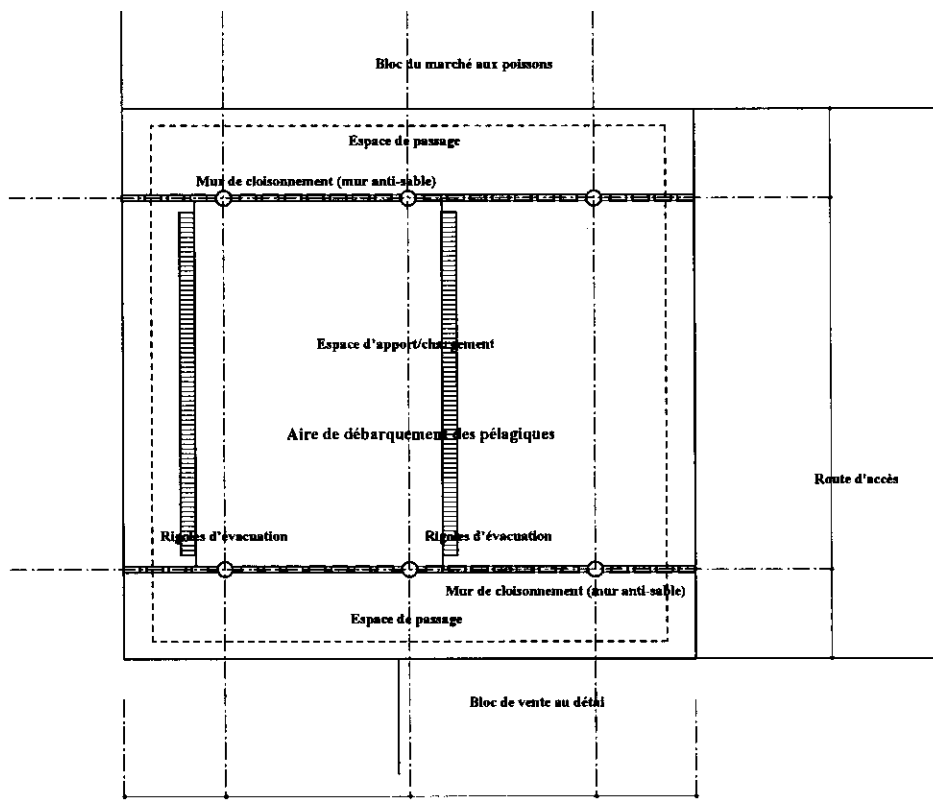 Bloc du marché aux poissons
Espace de passage
Mur de cloisonnement (mur anti-sable)
Espace d'apport/chargement
Aire de débarquement des pélagiques
Route d'accès
Rigoles d'évacuation
Rigoles d'évacuation
Mur de cloisonnement (mur anti-sable)
Espace de passage
Bloc de vente au détai